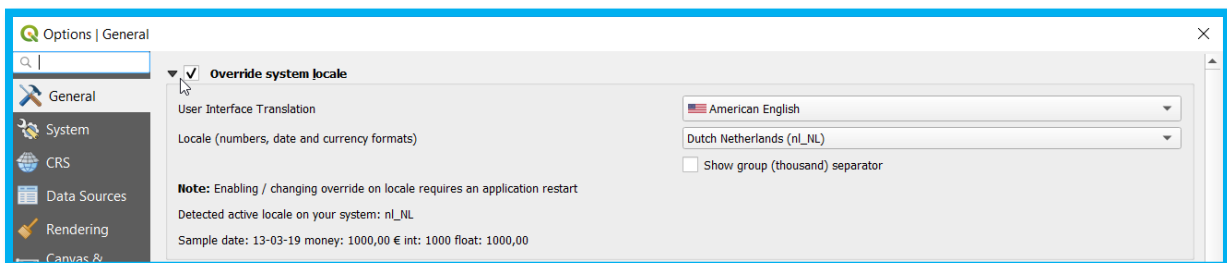 Options | General
Override system locale
General
User Interface Translation
American English
System
Locale (numbers, date and currency formats)
Dutch Netherlands (nl_NL)
CRS
Show group (thousand) separator
Note: Enabling / changing override on locale requires an application restart
Data Sources
Detected active locale on your system: nl_NL
Rendering
Sample date: 13-03-19 money: 1000,00 € int: 1000 float: 1000,00
Canvas &